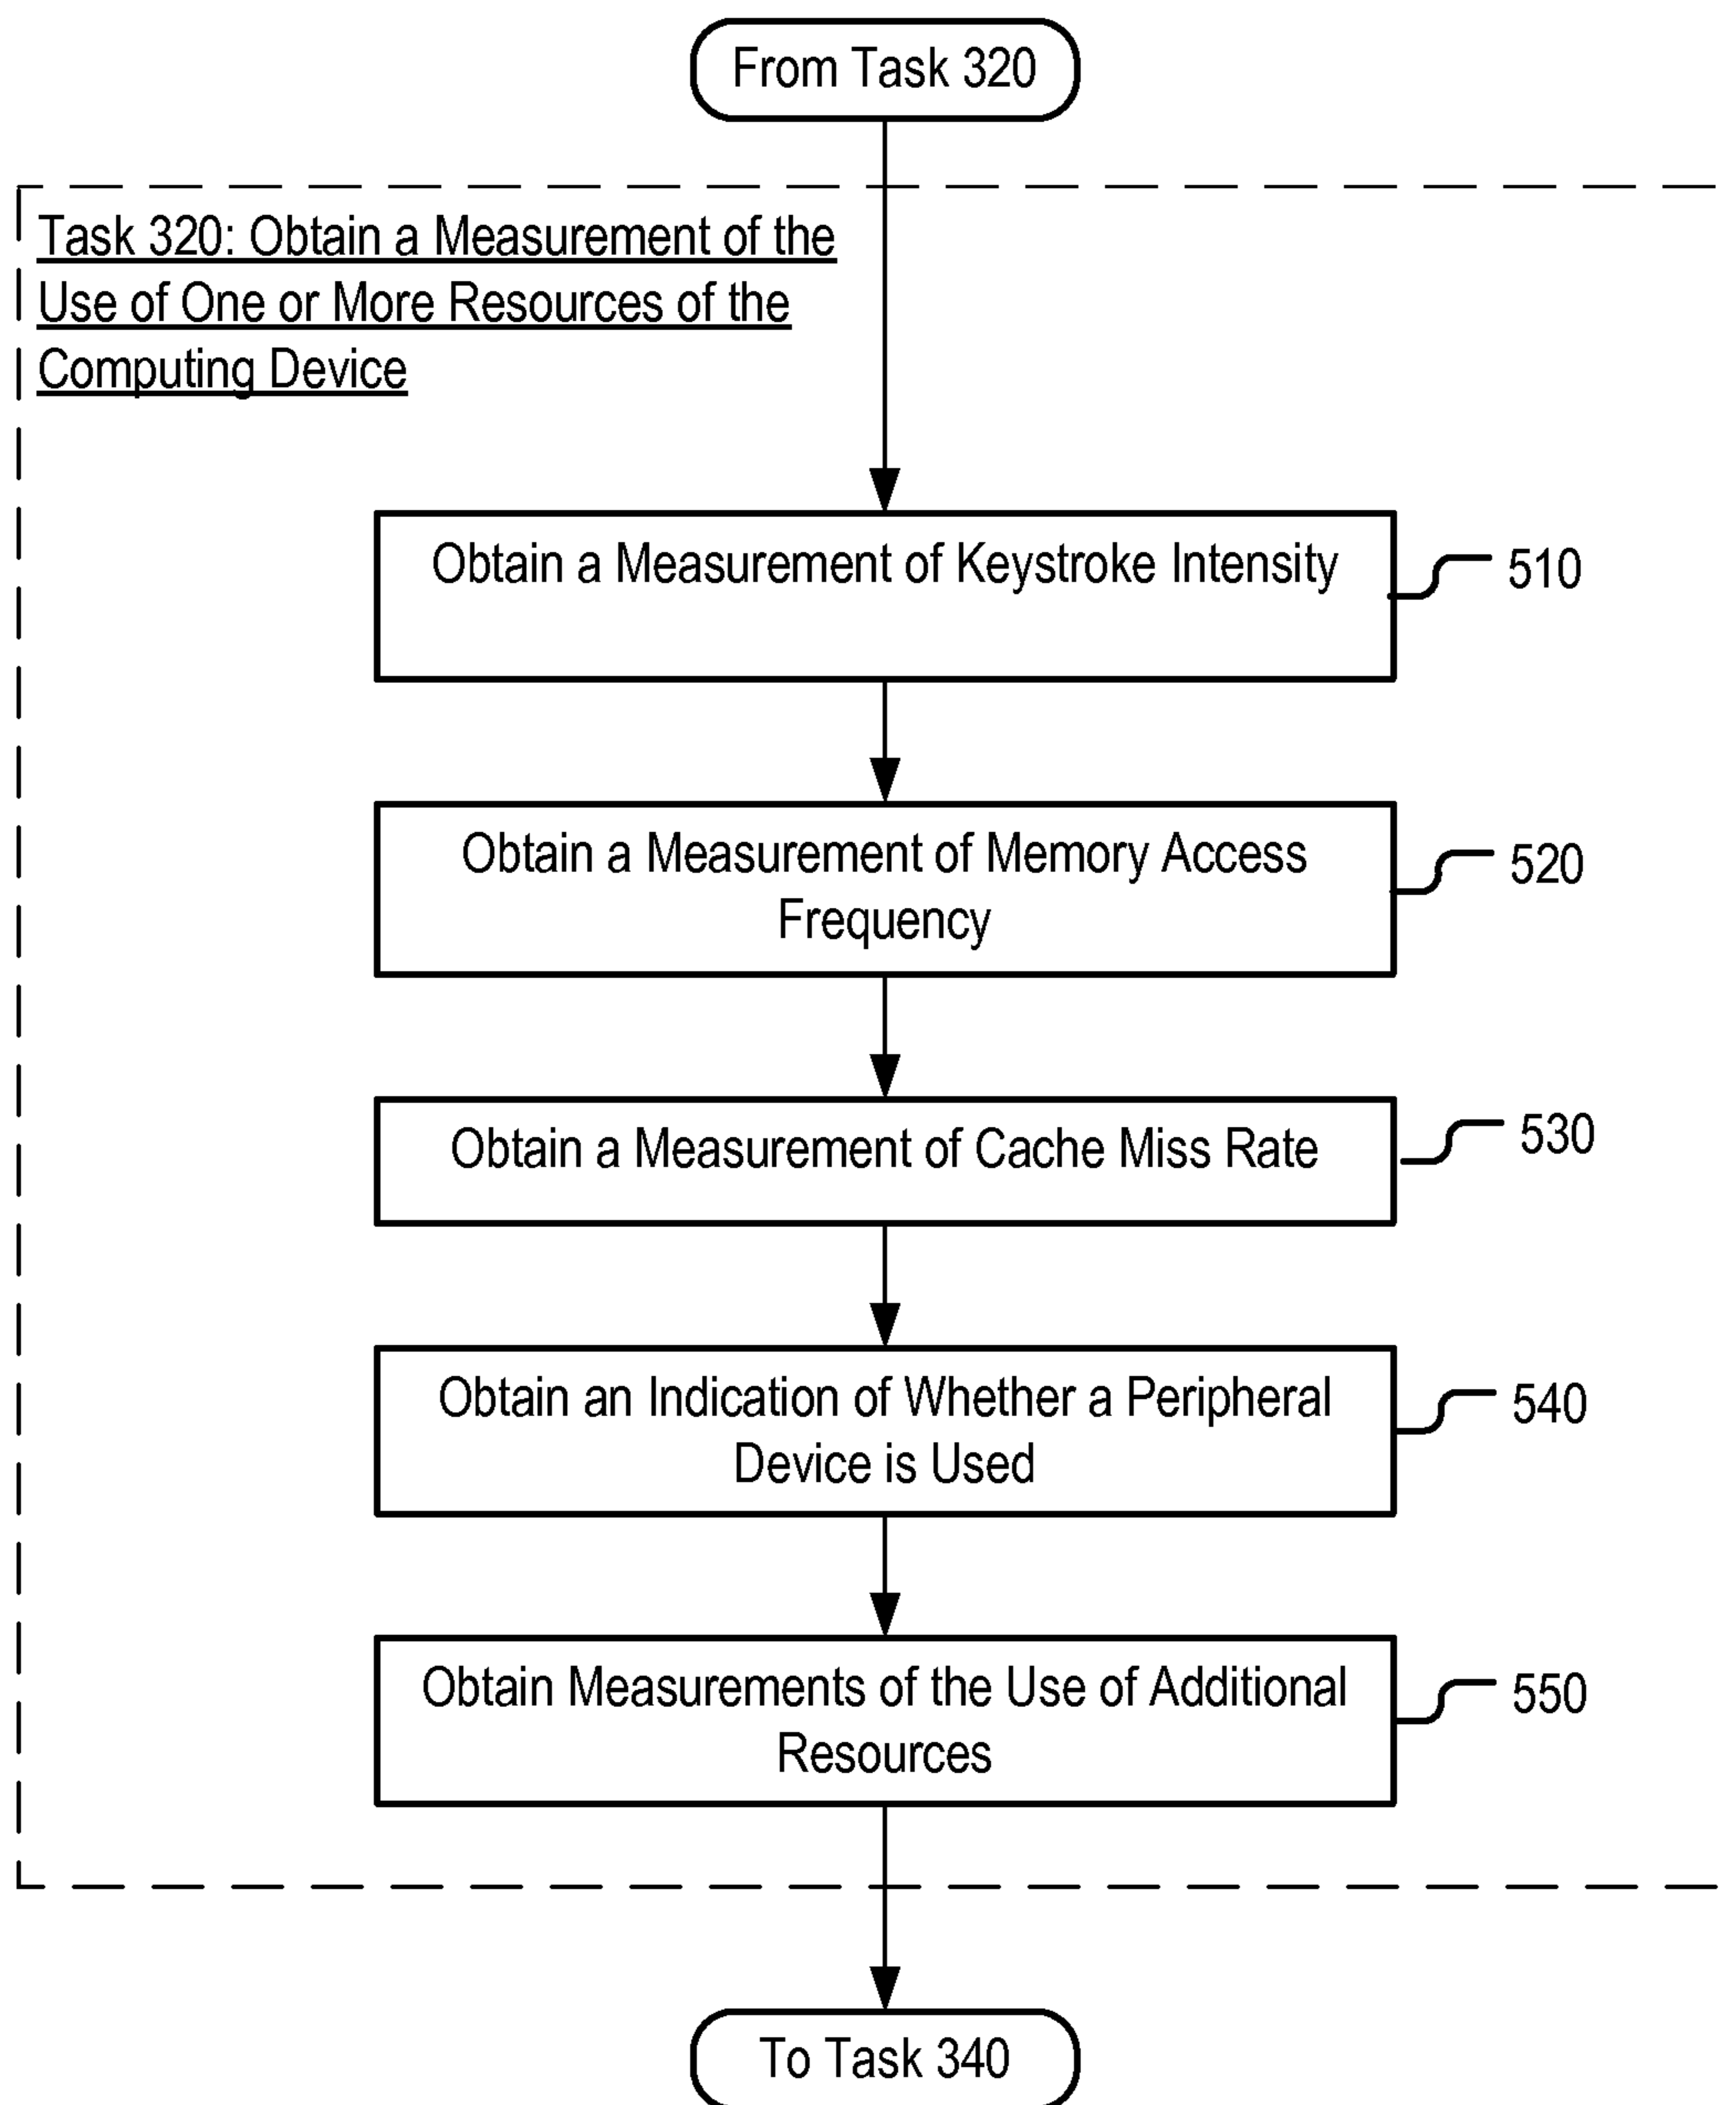 From Task 320
Task 320: Obtain a Measurement of the
Use of One or More Resources of the
Computing Device
Obtain a Measurement of Keystroke Intensity
510
Obtain a Measurement of Memory Access
Frequency
520
Obtain a Measurement of Cache Miss Rate
530
Obtain an Indication of Whether a Peripheral
Device is Used
540
Obtain Measurements of the Use of Additional
Resources
550
To Task 340